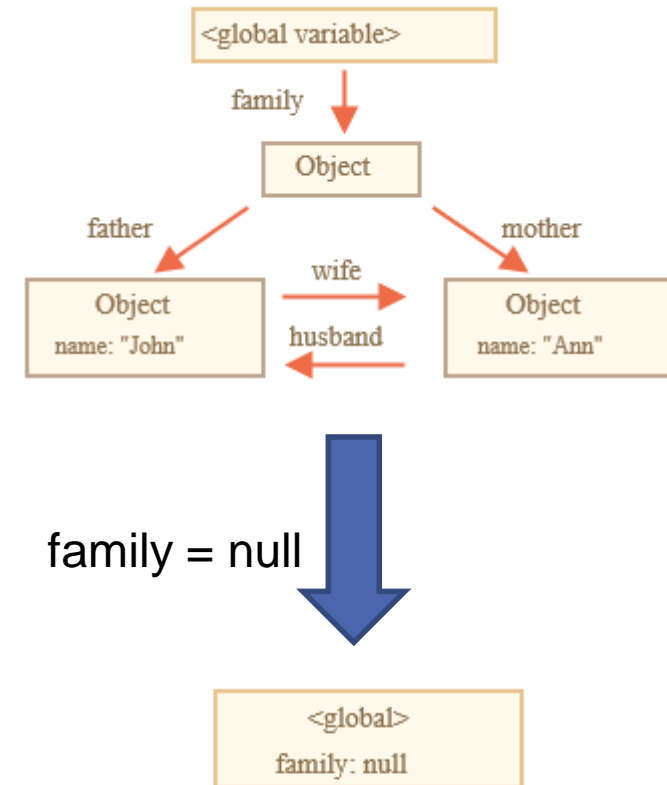 <global variable>
family
Object
father
mother
wife
Object
name: "John"
husband
Object
name: "Ann"
family = null
<global>
family: null